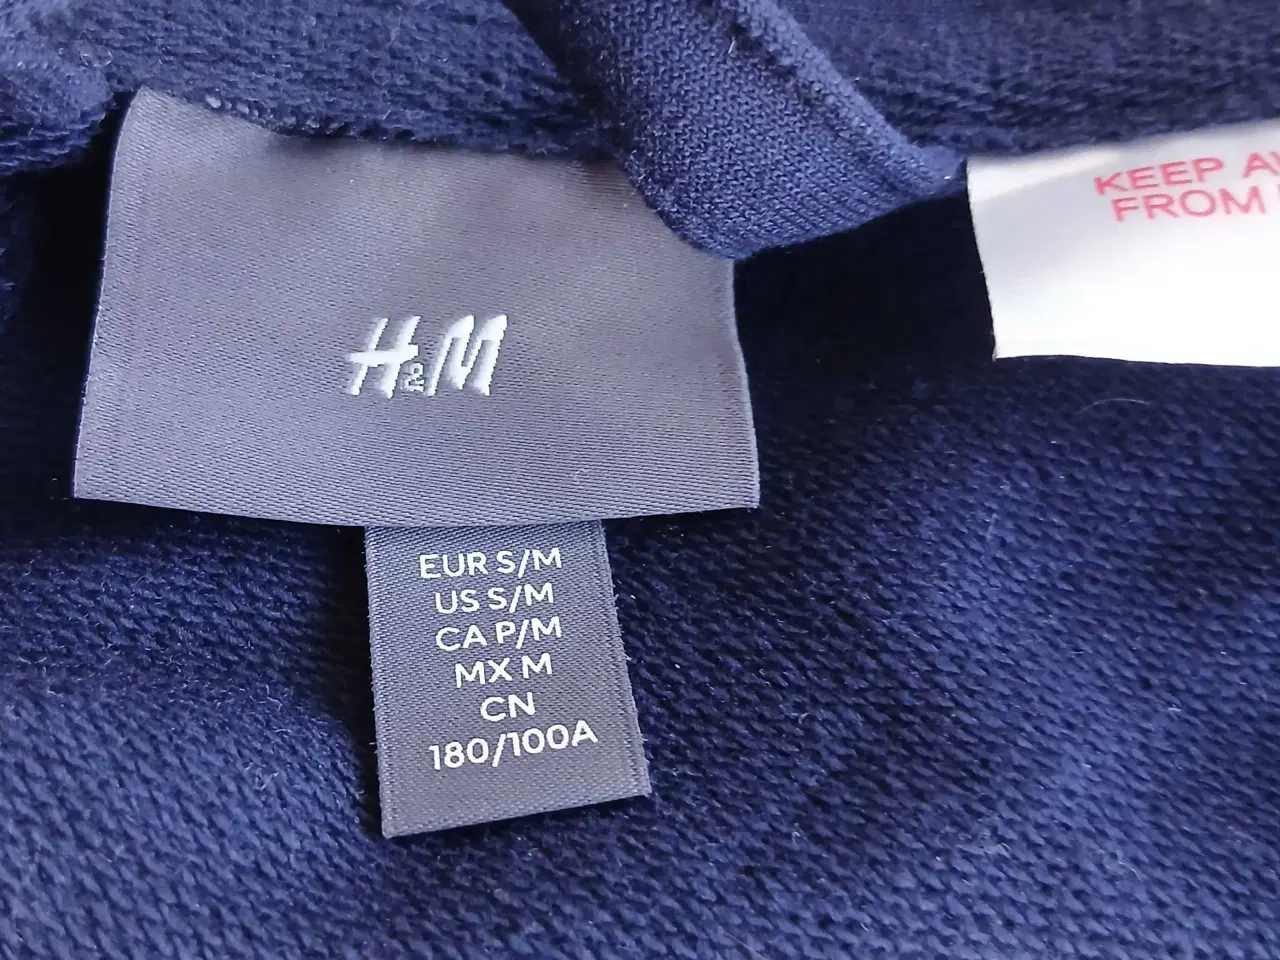 H&M
EUR S/M
US S/M
CA P/M
MX M
CN
180/100A
KEEP
FROM